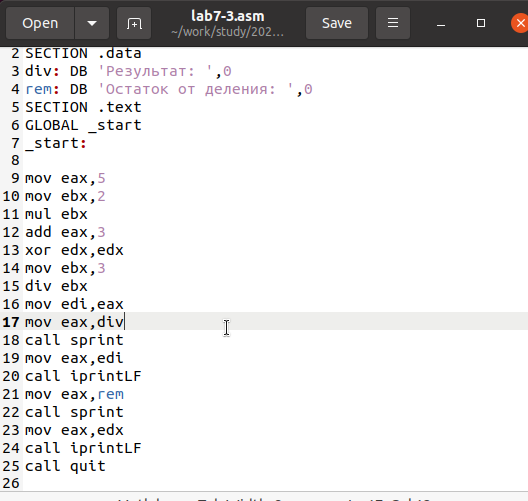 Open lab7-3.asm Save
~/work/study/202...
2 SECTION .data
3 div: DB 'Результат: ',0
4 rem: DB 'Остаток от деления: ',0
5 SECTION .text
6 GLOBAL _start
7 _start:
8
9 mov eax,5
10 mov ebx,2
11 mul ebx
12 add eax,3
13 xor edx,edx
14 mov ebx,3
15 div ebx
16 mov edi,eax
17 mov eax,div
18 call sprint
19 mov eax,edi
20 call iprintLF
21 mov eax,rem
22 call sprint
23 mov eax,edx
24 call iprintLF
25 call quit
26